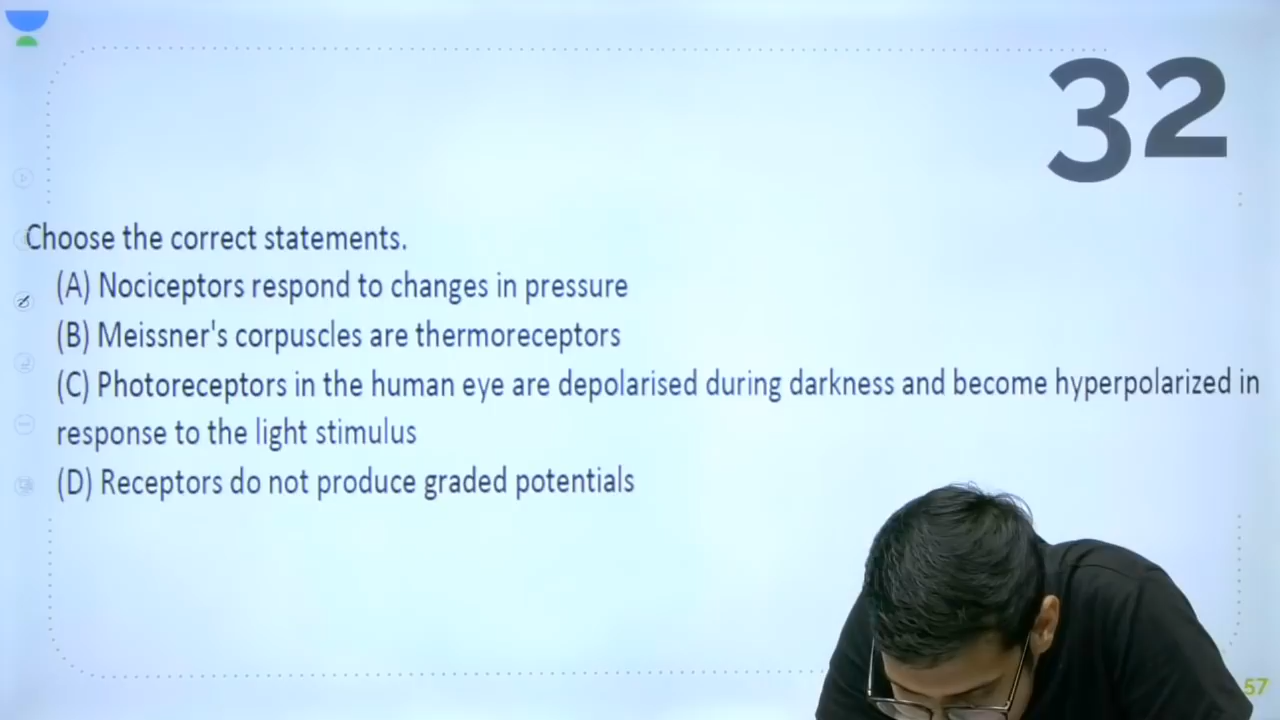 32
Choose the correct statements.
(A) Nociceptors respond to changes in pressure
(B) Meissner's corpuscles are thermoreceptors
(C) Photoreceptors in the human eye are depolarised during darkness and become hyperpolarized in
response to the light stimulus
(D) Receptors do not produce graded potentials
57